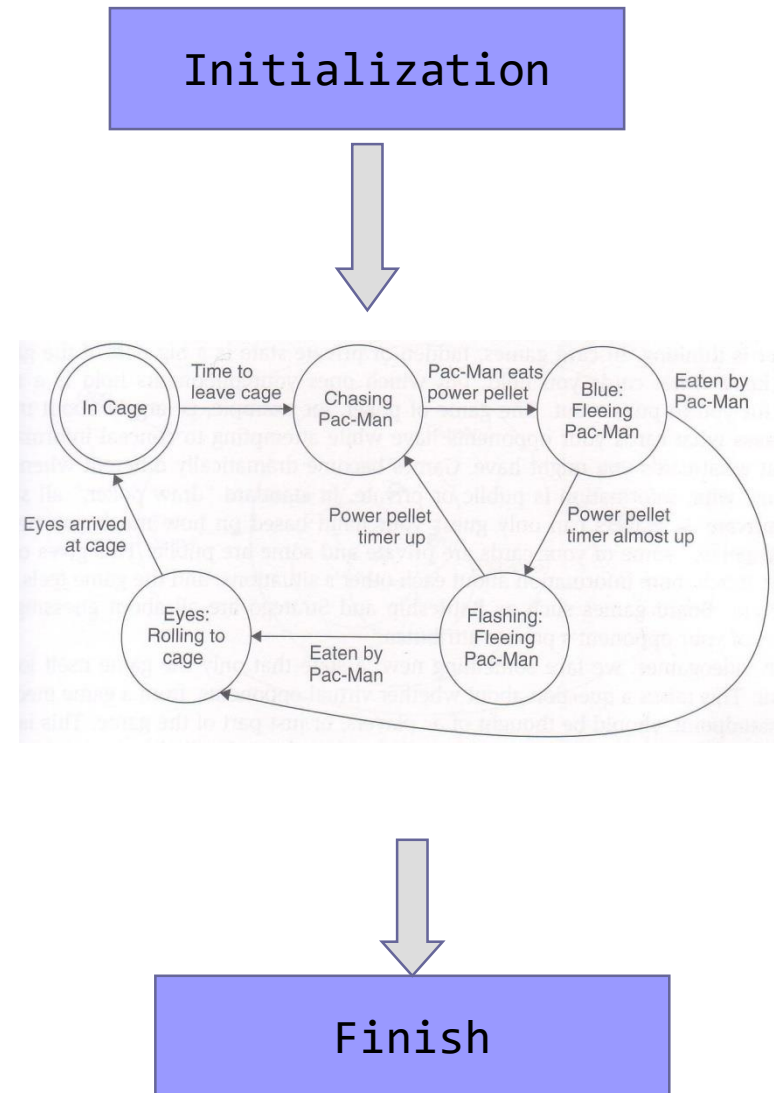 Initialization
In Cage
Time to
leave cage
Chasing
Pac-Man
Pac-Man eats
power pellet
Blue:
Fleeing
Pac-Man
Eaten by
Pac-Man
Eyes arrived
at cage
Power pellet
timer up
Power pellet
timer almost up
Eyes:
Rolling to
cage
Eaten by
Pac-Man
Flashing:
Fleeing
Pac-Man
Finish